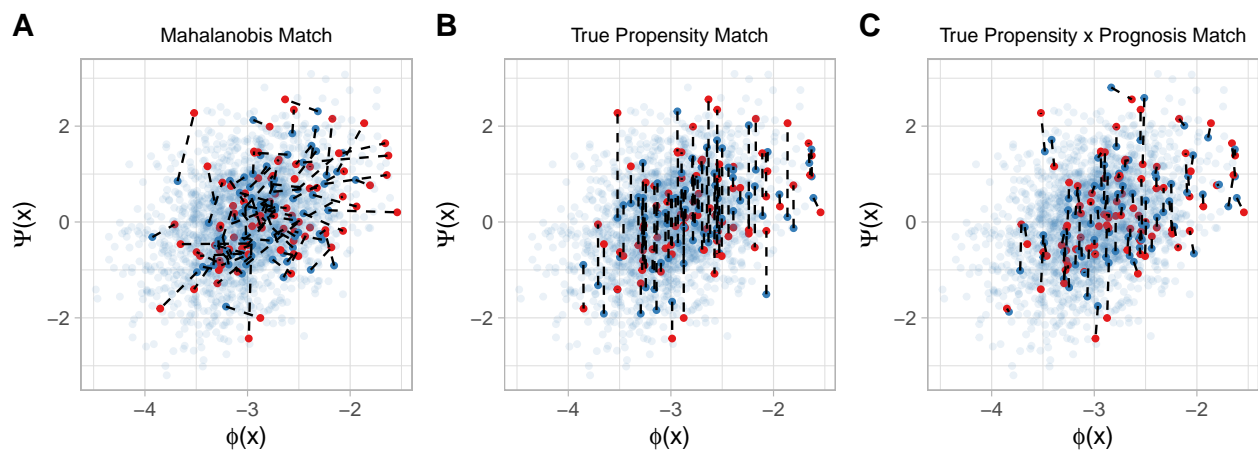 A
Mahalanobis Match
Ψ(x)
2
0
−2
−4
−3
−2
ϕ(x)
B
True Propensity Match
Ψ(x)
2
0
−2
−4
−3
−2
ϕ(x)
C
True Propensity x Prognosis Match
Ψ(x)
2
0
−2
−4
−3
−2
ϕ(x)